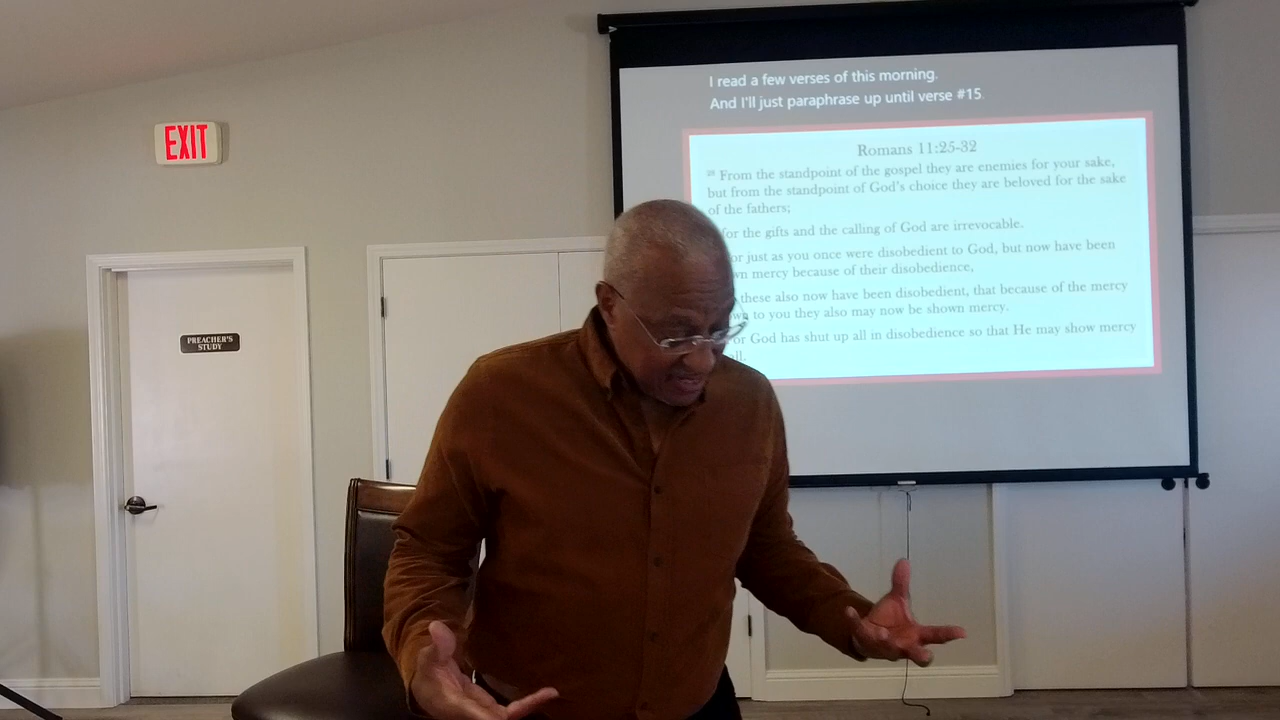 I read a few verses of this morning.
And I'll just paraphrase up until verse #15.
EXIT
Romans 11:25-32
28 From the standpoint of the gospel they are enemies for your sake,
but from the standpoint of God's choice they are beloved for the sake
of the fathers;
for the gifts and the calling of God are irrevocable.
just as you once were disobedient to God, but now have been
mercy because of their disobedience,
these also now have been disobedient, that because of the mercy
to you they also may now be shown mercy.
God has shut up all in disobedience so that He may show mercy
all.
PREACHER'S
STUDY